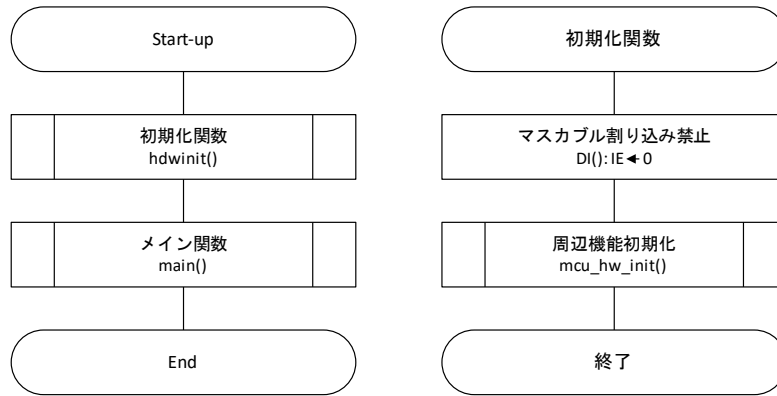 Start-up
初期化関数
hdwinit()
メイン関数
main()
End
初期化関数
マスカブル割り込み禁止
DI(): IE←0
周辺機能初期化
mcu_hw_init()
終了